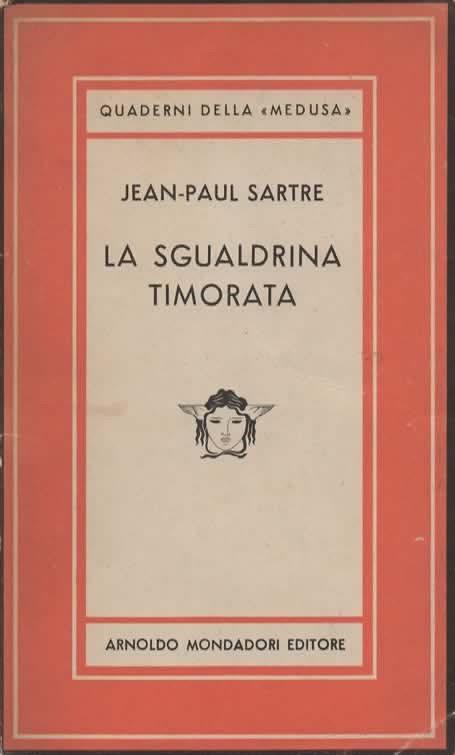 QUADERNI DELLA «MEDUSA»
JEAN-PAUL SARTRE
LA SGUALDRINA
TIMORATA
ARNOLDO MONDADORI EDITORE